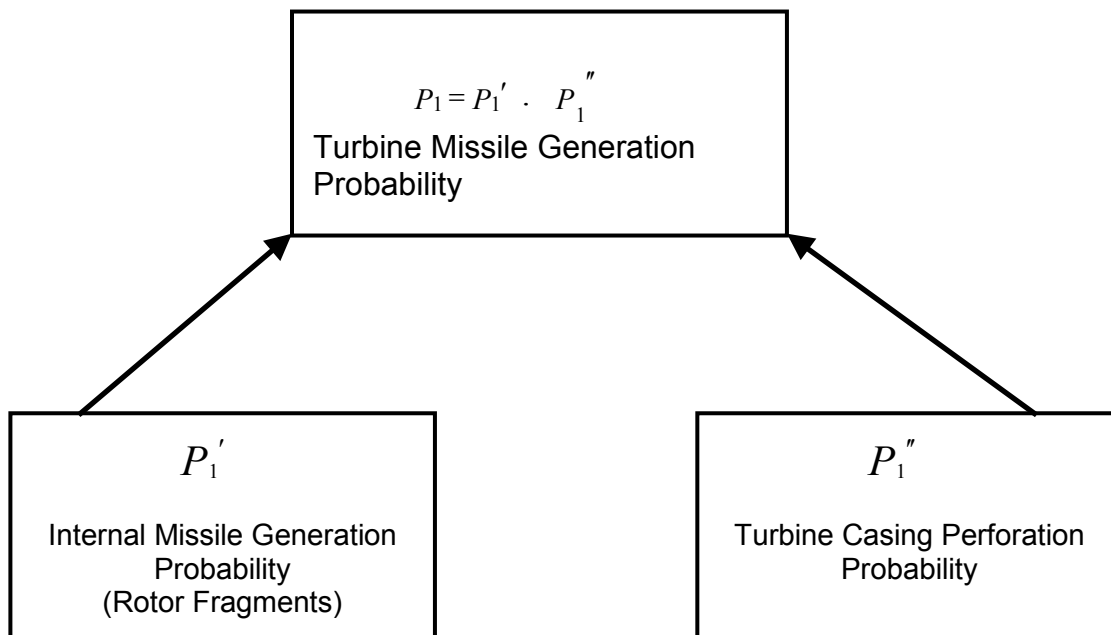 P₁ = P₁′ . P₁″
Turbine Missile Generation
Probability
P₁′
Internal Missile Generation
Probability
(Rotor Fragments)
P₁″
Turbine Casing Perforation
Probability